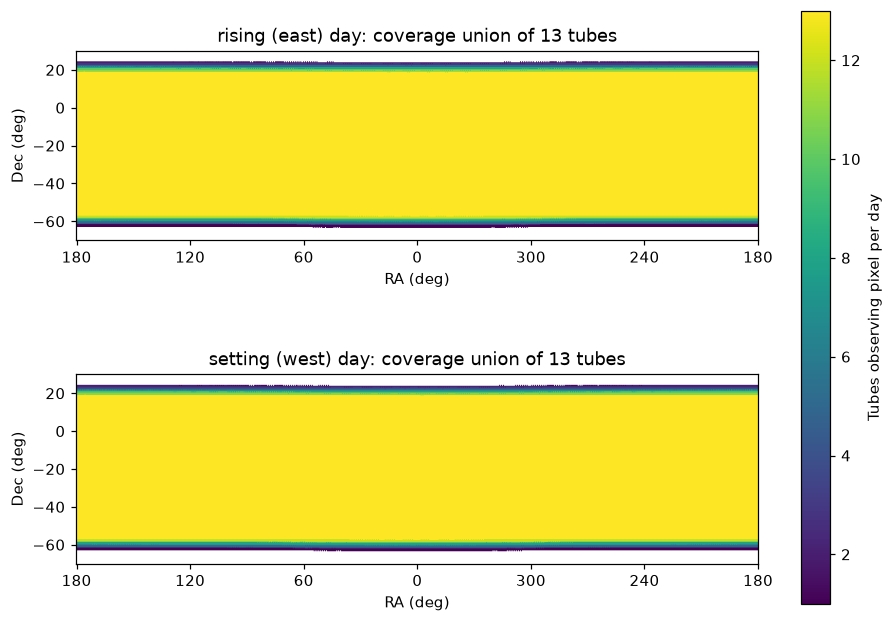 rising (east) day: coverage union of 13 tubes
20
0
−20
−40
−60
Dec (deg)
180 120 60 0 300 240 180
RA (deg)
setting (west) day: coverage union of 13 tubes
20
0
−20
−40
−60
Dec (deg)
180 120 60 0 300 240 180
RA (deg)
12
10
8
6
4
2
Tubes observing pixel per day